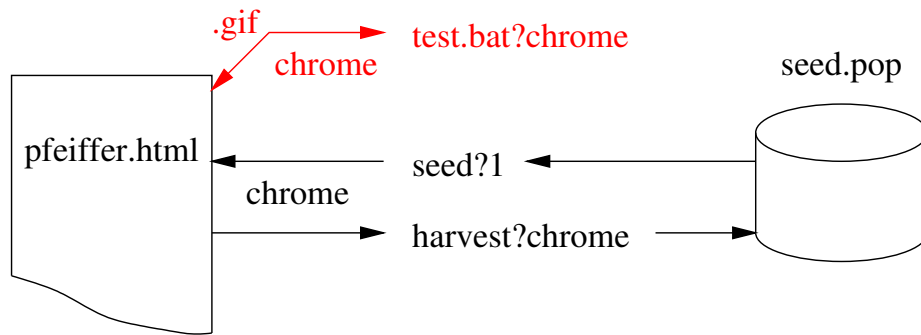 .gif
test.bat?chrome
chrome
seed.pop
pfeiffer.html
seed?1
chrome
harvest?chrome